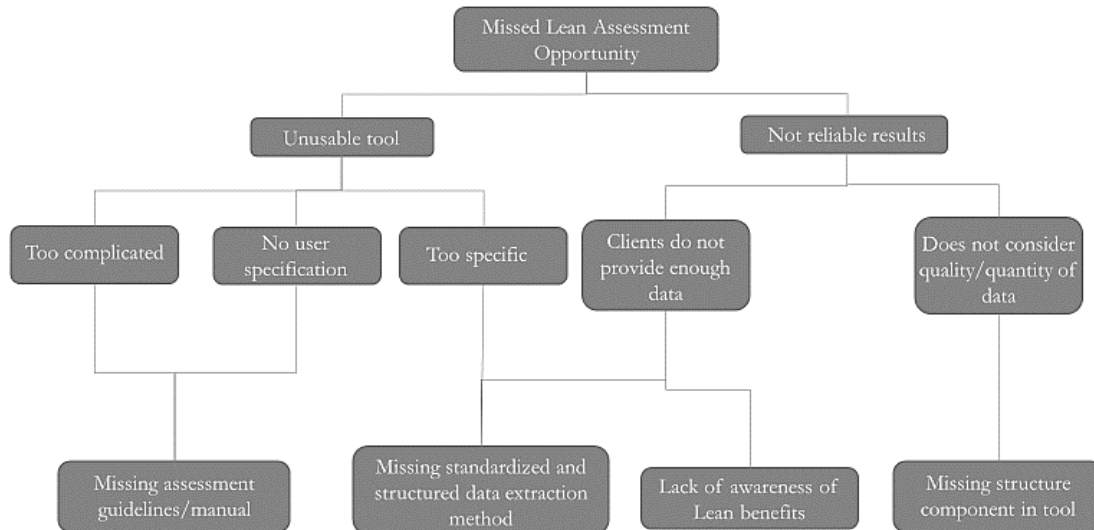 Missed Lean Assessment
Opportunity
Unusable tool
Not reliable results
Too complicated
No user
specification
Too specific
Clients do not
provide enough
data
Does not consider
quality/quantity of
data
Missing assessment
guidelines/manual
Missing standardized and
structured data extraction
method
Lack of awareness of
Lean benefits
Missing structure
component in tool